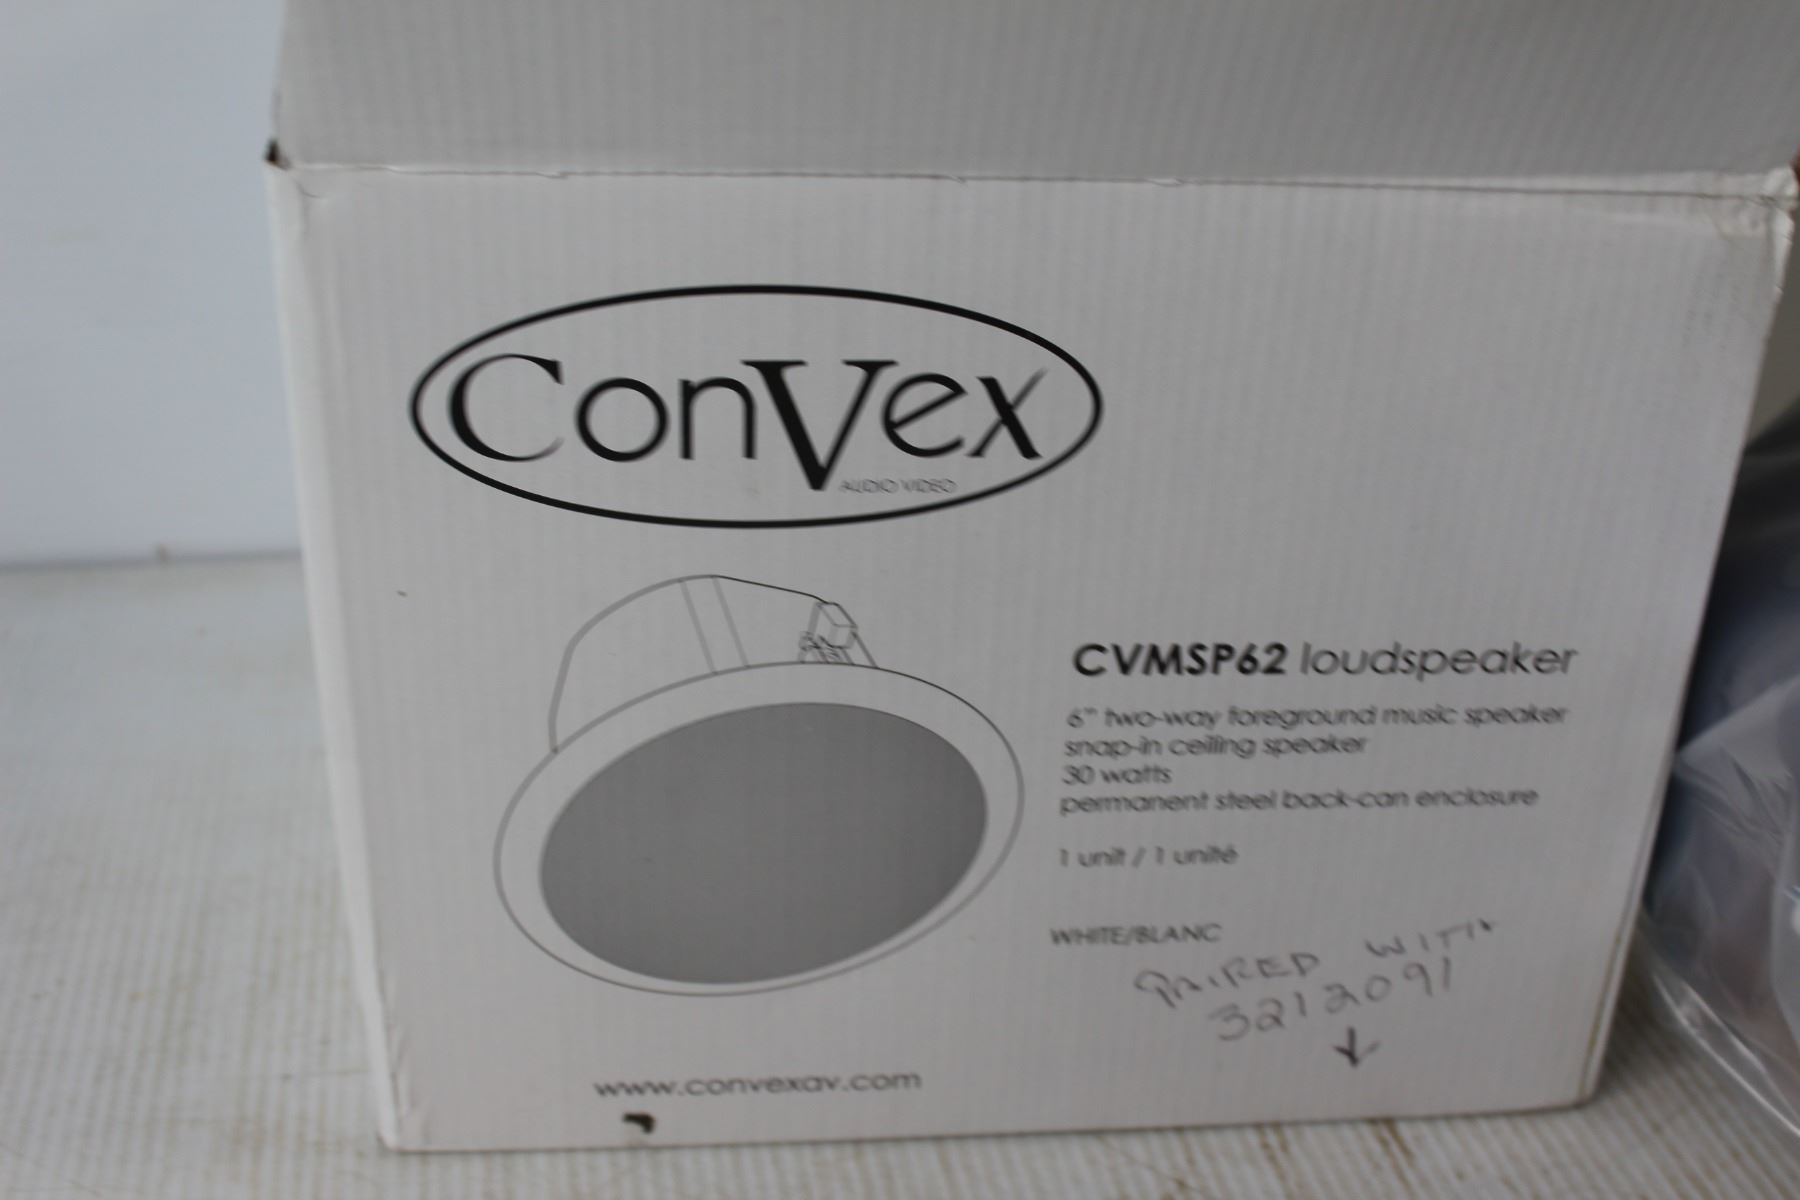 ConVex
AUDIO VIDEO
CVMSP62 loudspeaker
6" two-way foreground music speaker
snap-in ceiling speaker
30 watts
permanent steel back-can enclosure
1 unit / 1 unité
WHITE/BLANC
PAIRED WITH
3212091
www.convexav.com